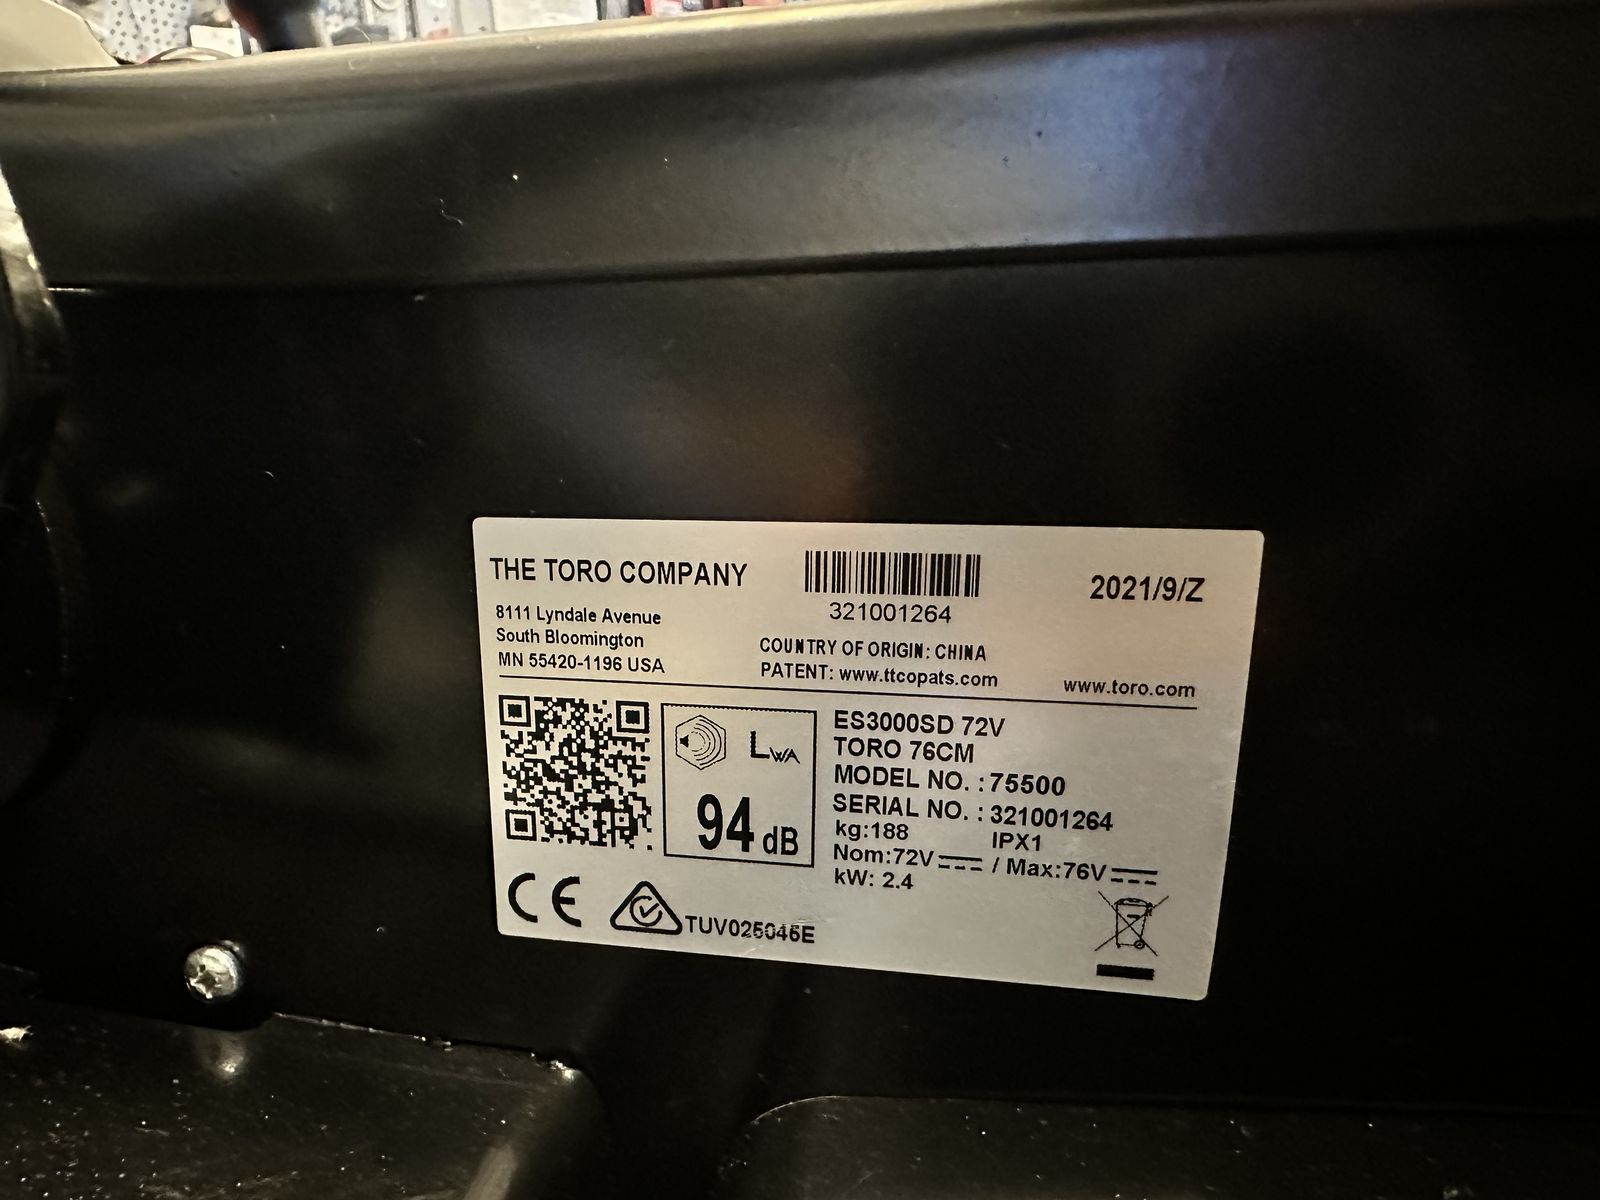 THE TORO COMPANY
8111 Lyndale Avenue
South Bloomington
MN 55420-1196 USA
321001264
COUNTRY OF ORIGIN: CHINA
PATENT: www.ttcopats.com
2021/9/Z
www.toro.com
LWA
94 dB
ES3000SD 72V
TORO 76CM
MODEL NO. : 75500
SERIAL NO. : 321001264
kg:188 IPX1
Nom:72V / Max:76V
kW: 2.4
CE
TUV025045E